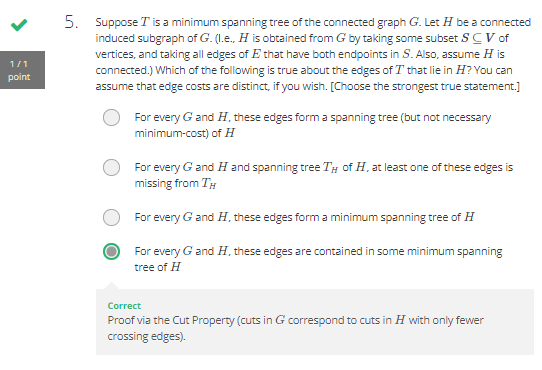 5. Suppose T is a minimum spanning tree of the connected graph G. Let H be a connected
induced subgraph of G. (I.e., H is obtained from G by taking some subset S ⊆ V of
vertices, and taking all edges of E that have both endpoints in S. Also, assume H is
connected.) Which of the following is true about the edges of T that lie in H? You can
assume that edge costs are distinct, if you wish. [Choose the strongest true statement.]
1 / 1
point
For every G and H, these edges form a spanning tree (but not necessary
minimum-cost) of H
For every G and H and spanning tree T_H of H, at least one of these edges is
missing from T_H
For every G and H, these edges form a minimum spanning tree of H
For every G and H, these edges are contained in some minimum spanning
tree of H
Correct
Proof via the Cut Property (cuts in G correspond to cuts in H with only fewer
crossing edges).